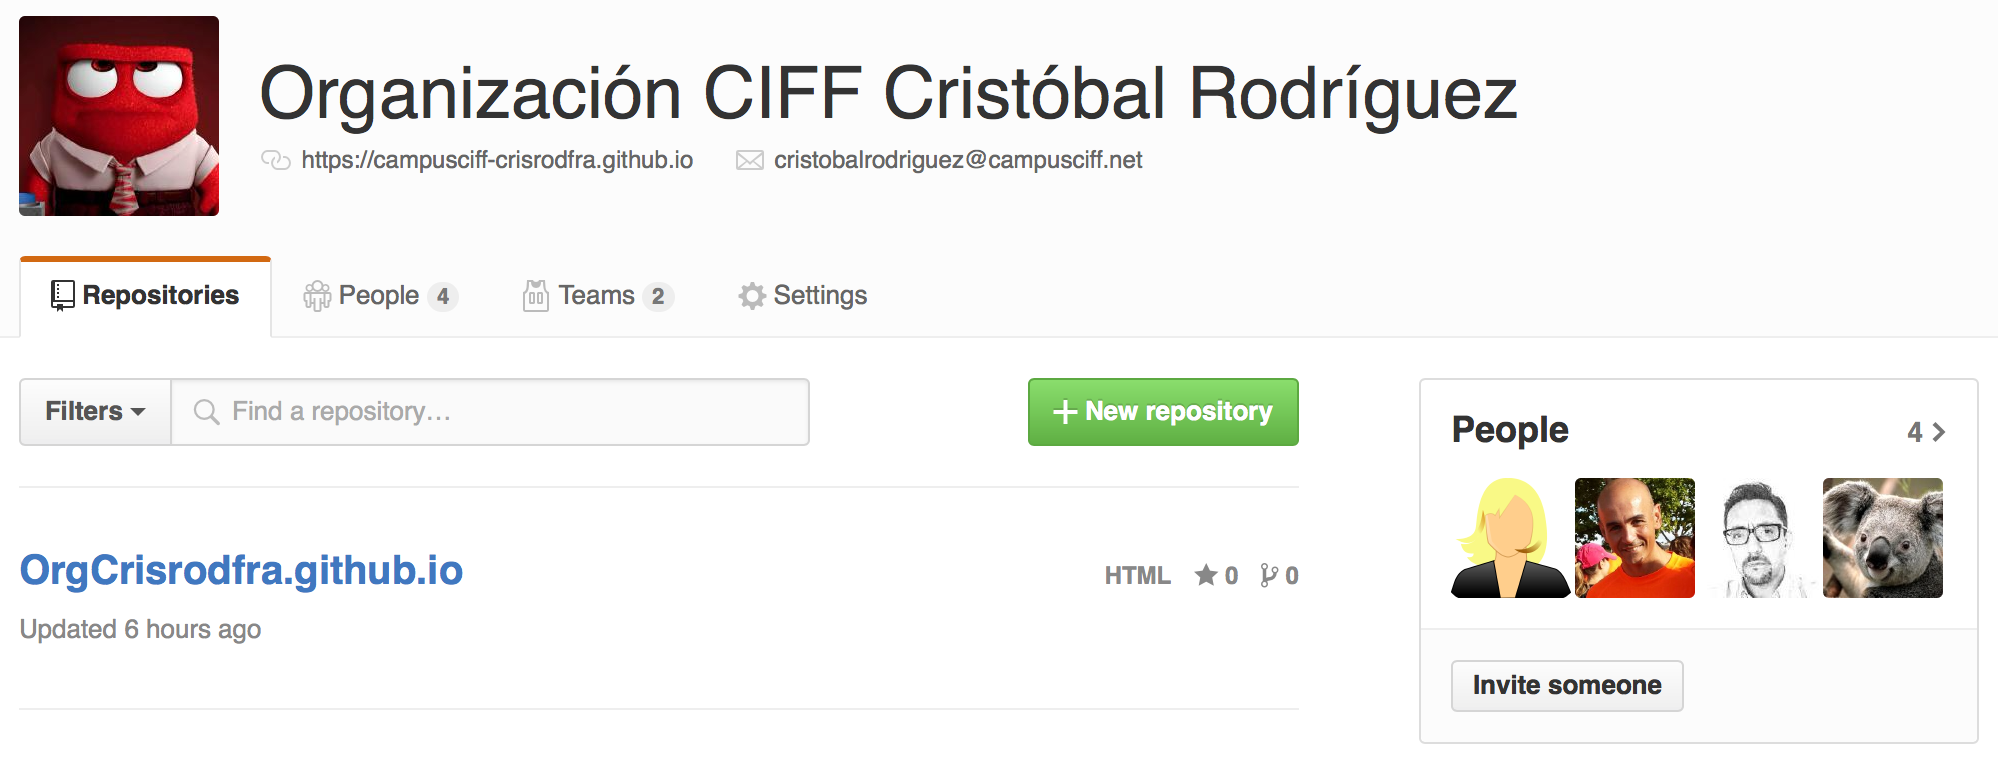 Organización CIFF Cristóbal Rodríguez
https://campusciff-crisrodfra.github.io cristobalrodriguez@campusciff.net
Repositories People 4 Teams 2 Settings
Filters Find a repository… + New repository
People 4
OrgCrisrodfra.github.io HTML 0 0
Updated 6 hours ago
Invite someone